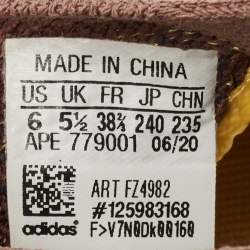 MADE IN CHINA
US UK FR JP CHN
6 5½ 38⅔ 240 235
APE 779001 06/20
ART FZ4982
#125983168
adidas F>V7N0Dk00160